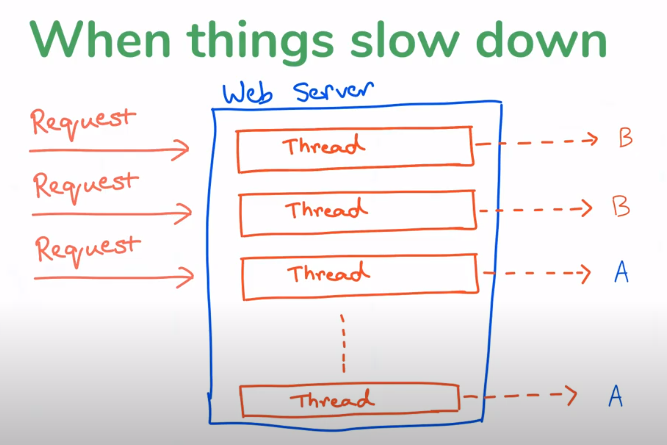 When things slow down
Web Server
Request
Thread
B
Request
Thread
B
Request
Thread
A
Thread
A